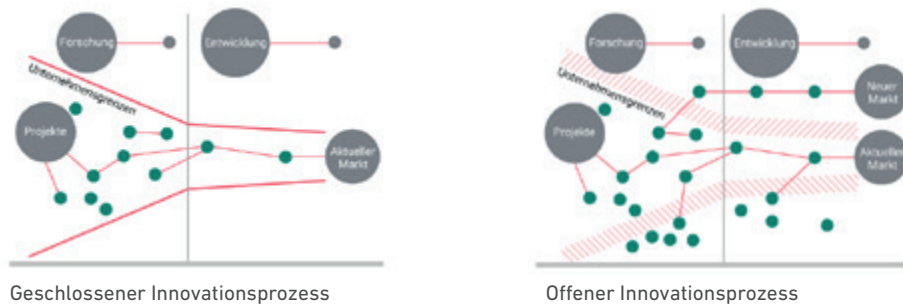 Forschung
Entwicklung
Unternehmensgrenzen
Projekte
Aktueller
Markt
Geschlossener Innovationsprozess
Forschung
Entwicklung
Unternehmensgrenzen
Neuer
Markt
Projekte
Aktueller
Markt
Offener Innovationsprozess